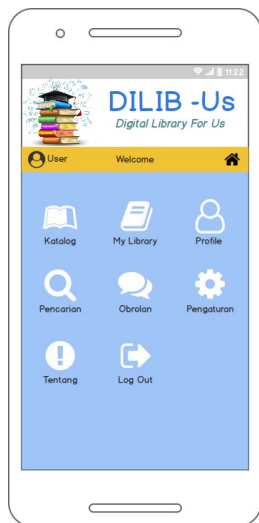 11:22
DILIB -Us
Digital Library For Us
User Welcome
Katalog My Library Profile
Pencarian Obrolan Pengaturan
Tentang Log Out